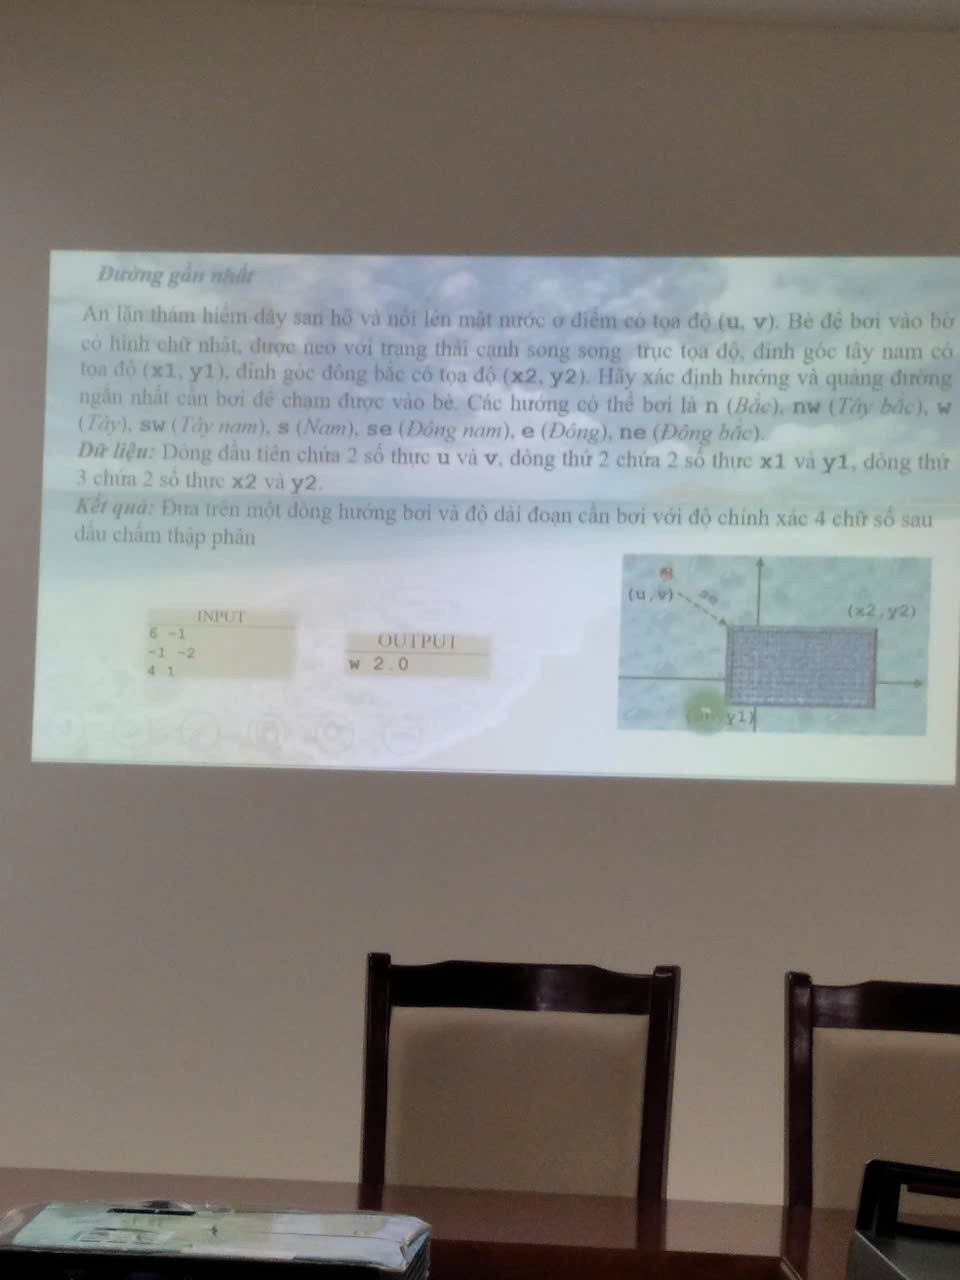 Đường gần nhất
An lặn thám hiểm dãy san hô và nổi lên mặt nước ở điểm có tọa độ (u, v). Bè để bơi vào bờ
có hình chữ nhật, được neo với trạng thái cạnh song song trục tọa độ, đỉnh góc tây nam có
tọa độ (x1, y1), đỉnh góc đông bắc có tọa độ (x2, y2). Hãy xác định hướng và quãng đường
ngắn nhất cần bơi để chạm được vào bè. Các hướng có thể bơi là n (Bắc), nw (Tây bắc), w
(Tây), sw (Tây nam), s (Nam), se (Đông nam), e (Đông), ne (Đông bắc).
Dữ liệu: Dòng đầu tiên chứa 2 số thực u và v, dòng thứ 2 chứa 2 số thực x1 và y1, dòng thứ
3 chứa 2 số thực x2 và y2.
Kết quả: Đưa trên một dòng hướng bơi và độ dài đoạn cần bơi với độ chính xác 4 chữ số sau
dấu chấm thập phân
INPUT
6 -1
-1 -2
4 1
OUTPUT
w 2.0
(u,v)
se
(x2,y2)
y1)